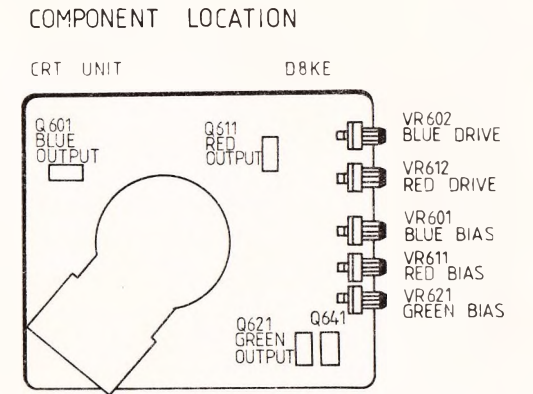 COMPONENT LOCATION
CRT UNIT
D8KE
Q601
BLUE
OUTPUT
Q611
RED
OUTPUT
VR602
BLUE DRIVE
VR612
RED DRIVE
VR601
BLUE BIAS
VR611
RED BIAS
VR621
GREEN BIAS
Q621
GREEN
OUTPUT
Q641